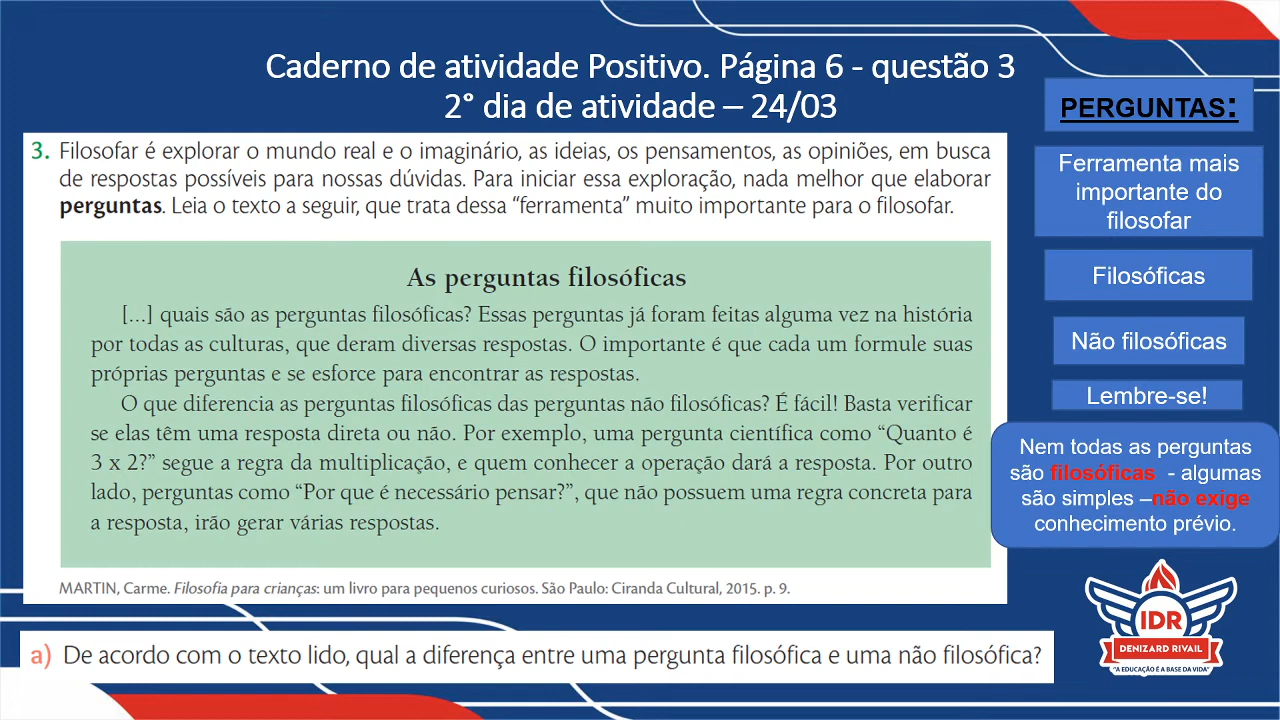 Caderno de atividade Positivo. Página 6 - questão 3
2° dia de atividade – 24/03
3. Filosofar é explorar o mundo real e o imaginário, as ideias, os pensamentos, as opiniões, em busca
de respostas possíveis para nossas dúvidas. Para iniciar essa exploração, nada melhor que elaborar
perguntas. Leia o texto a seguir, que trata dessa “ferramenta” muito importante para o filosofar.
As perguntas filosóficas
[...] quais são as perguntas filosóficas? Essas perguntas já foram feitas alguma vez na história
por todas as culturas, que deram diversas respostas. O importante é que cada um formule suas
próprias perguntas e se esforce para encontrar as respostas.
O que diferencia as perguntas filosóficas das perguntas não filosóficas? É fácil! Basta verificar
se elas têm uma resposta direta ou não. Por exemplo, uma pergunta científica como “Quanto é
3 x 2?” segue a regra da multiplicação, e quem conhecer a operação dará a resposta. Por outro
lado, perguntas como “Por que é necessário pensar?”, que não possuem uma regra concreta para
a resposta, irão gerar várias respostas.
MARTIN, Carme. Filosofia para crianças: um livro para pequenos curiosos. São Paulo: Ciranda Cultural, 2015. p. 9.
a) De acordo com o texto lido, qual a diferença entre uma pergunta filosófica e uma não filosófica?
PERGUNTAS:
Ferramenta mais
importante do
filosofar
Filosóficas
Não filosóficas
Lembre-se!
Nem todas as perguntas
são filosóficas - algumas
são simples –não exige
conhecimento prévio.
IDR
DENIZARD RIVAIL
"A EDUCAÇÃO É A BASE DA VIDA"